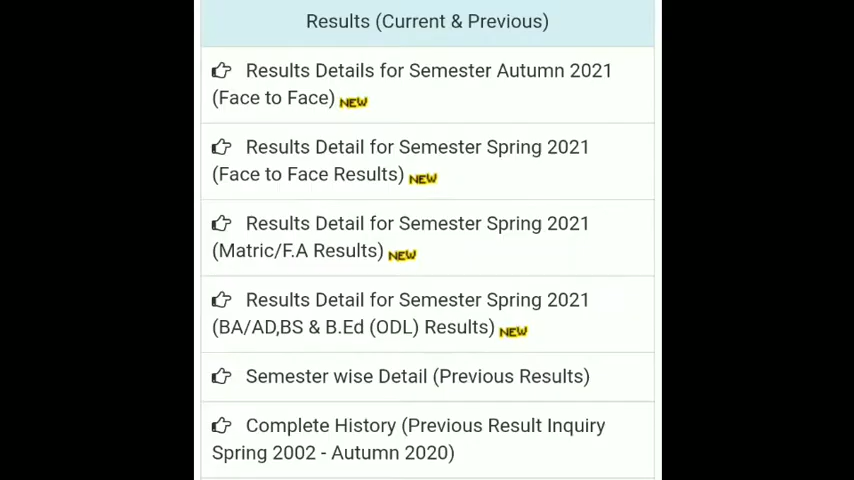 Results (Current & Previous)
Results Details for Semester Autumn 2021
(Face to Face) NEW
Results Detail for Semester Spring 2021
(Face to Face Results) NEW
Results Detail for Semester Spring 2021
(Matric/F.A Results) NEW
Results Detail for Semester Spring 2021
(BA/AD,BS & B.Ed (ODL) Results) NEW
Semester wise Detail (Previous Results)
Complete History (Previous Result Inquiry
Spring 2002 - Autumn 2020)